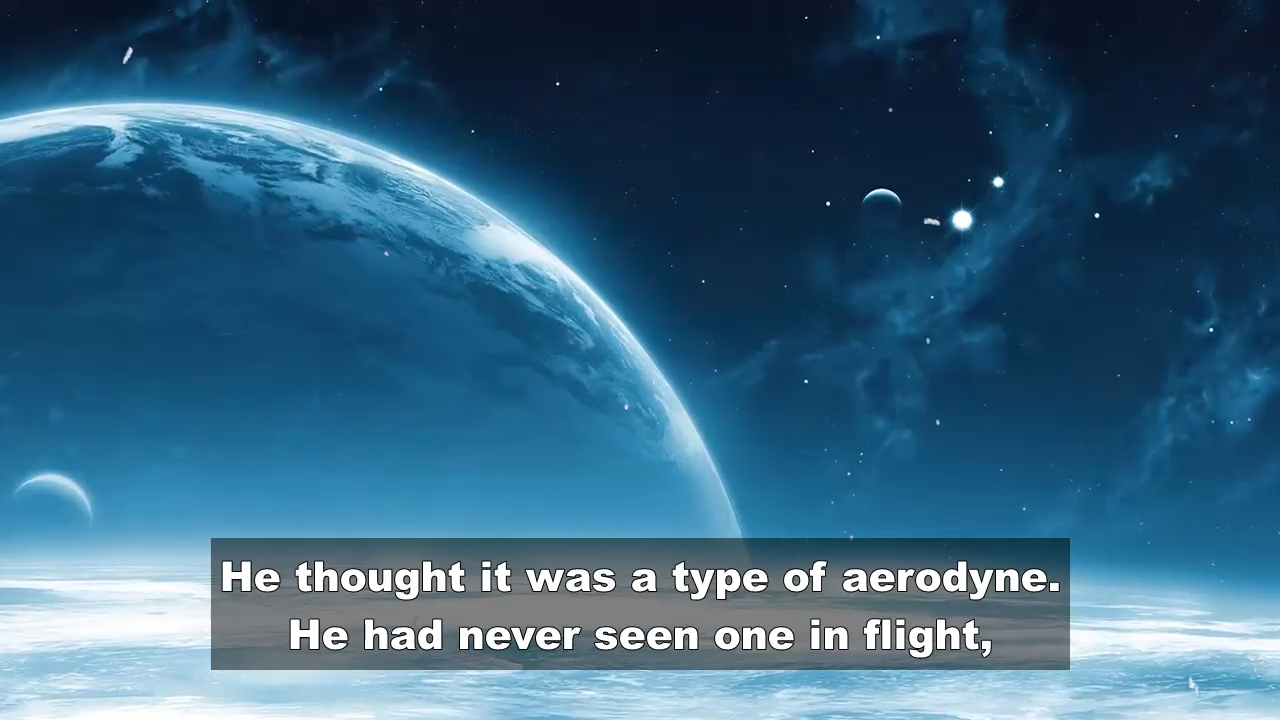 He thought it was a type of aerodyne.
He had never seen one in flight,